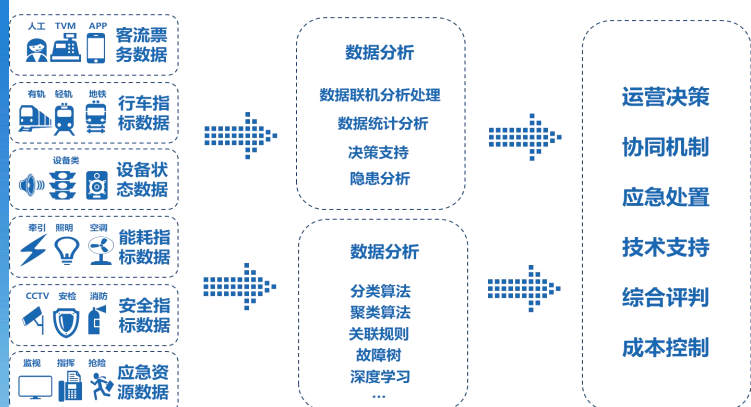 人工 TVM APP
客流票
务数据
有轨 轻轨 地铁
行车指
标数据
设备类
设备状
态数据
牵引 照明 空调
能耗指
标数据
CCTV 安检 消防
安全指
标数据
监视 指挥 抢险
应急资
源数据
数据分析
数据联机分析处理
数据统计分析
决策支持
隐患分析
数据分析
分类算法
聚类算法
关联规则
故障树
深度学习
...
运营决策
协同机制
应急处置
技术支持
综合评判
成本控制